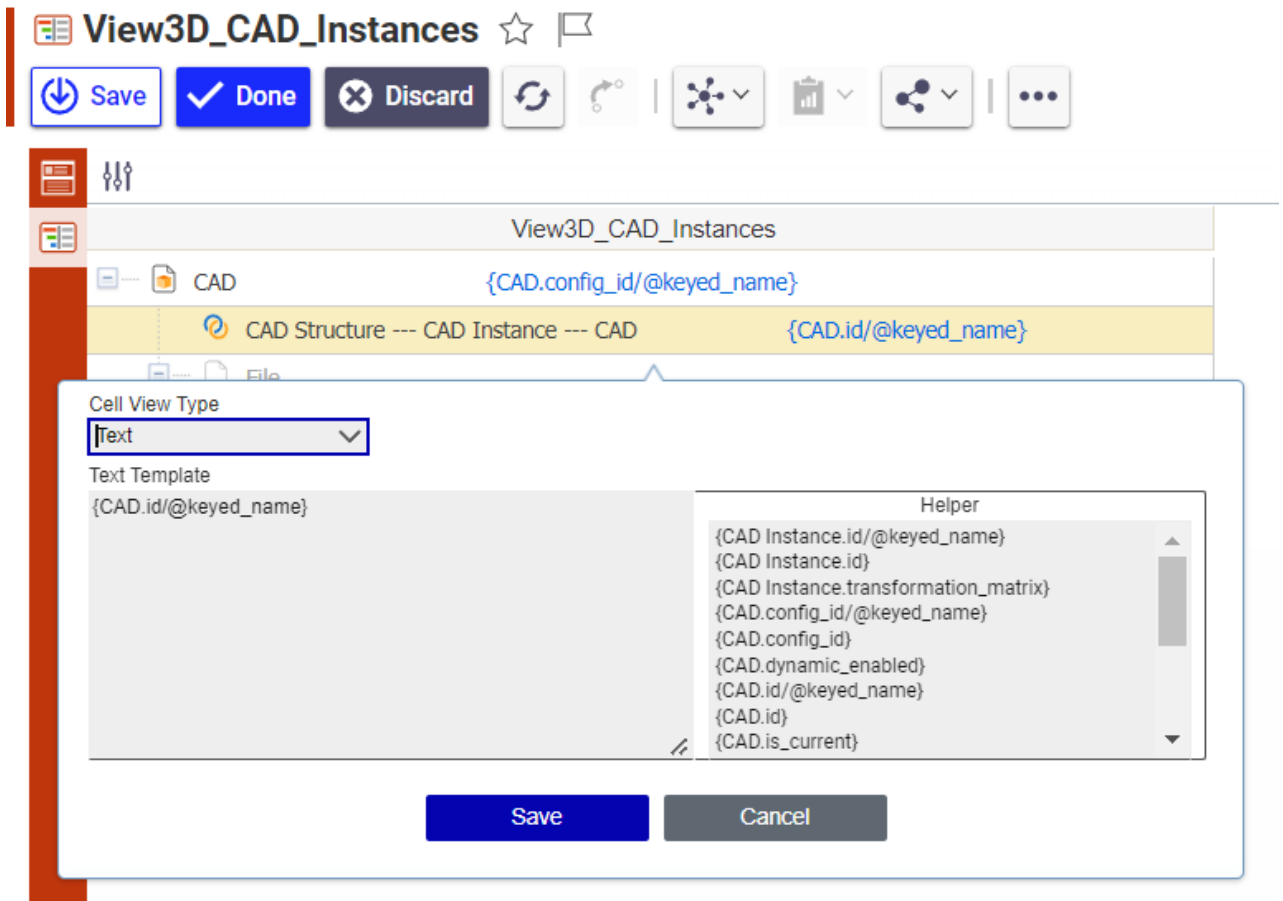 View3D_CAD_Instances
Save Done Discard
View3D_CAD_Instances
CAD {CAD.config_id/@keyed_name}
CAD Structure --- CAD Instance --- CAD {CAD.id/@keyed_name}
File
Cell View Type
Text
Text Template
{CAD.id/@keyed_name}
Helper
{CAD Instance.id/@keyed_name}
{CAD Instance.id}
{CAD Instance.transformation_matrix}
{CAD.config_id/@keyed_name}
{CAD.config_id}
{CAD.dynamic_enabled}
{CAD.id/@keyed_name}
{CAD.id}
{CAD.is_current}
Save Cancel